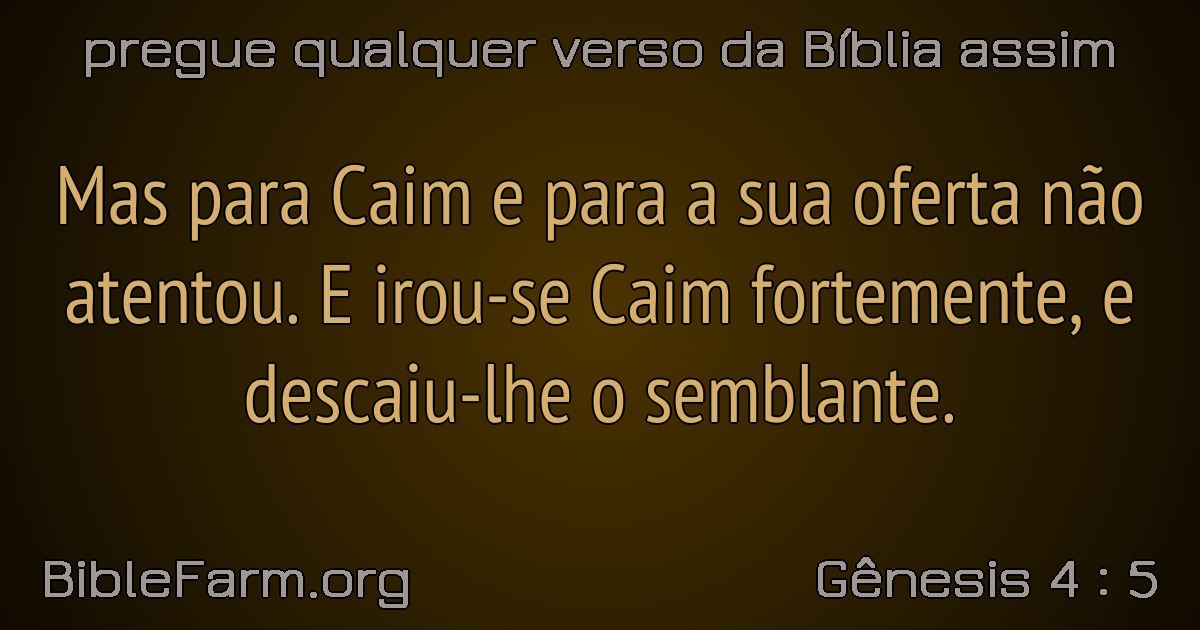 pregue qualquer verso da Bíblia assim
Mas para Caim e para a sua oferta não
atentou. E irou-se Caim fortemente, e
descaiu-lhe o semblante.
BibleFarm.org
Gênesis 4 : 5